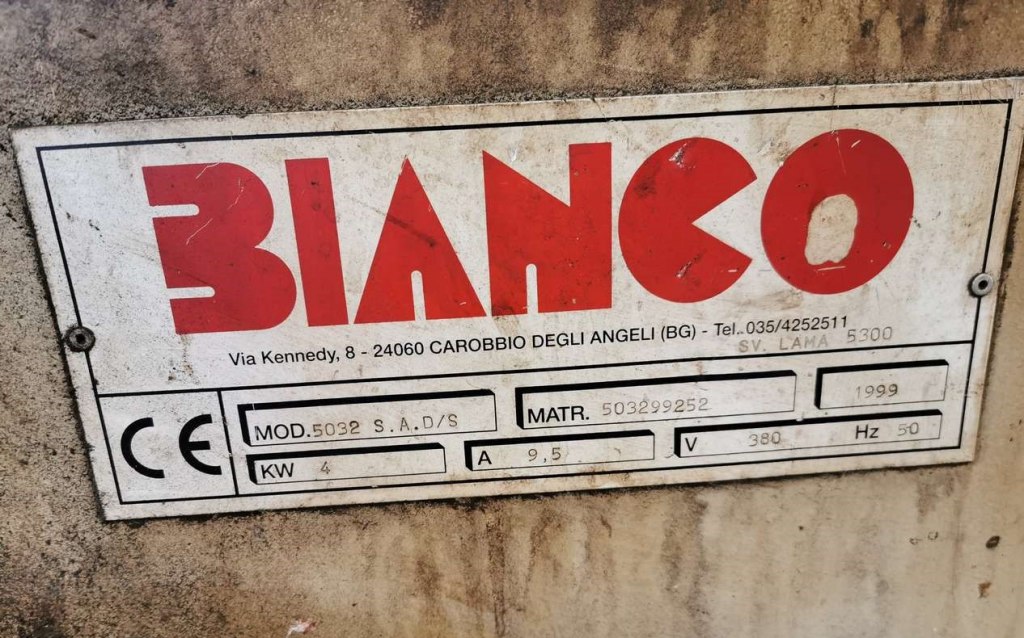 BIANCO
Via Kennedy, 8 - 24060 CAROBBIO DEGLI ANGELI (BG) - Tel. 035/4252511
SV. LAMA 5300
CE
MOD. 5032 S.A.D/S
MATR. 503299252
1999
KW 4
A 9,5
V 380 Hz 50